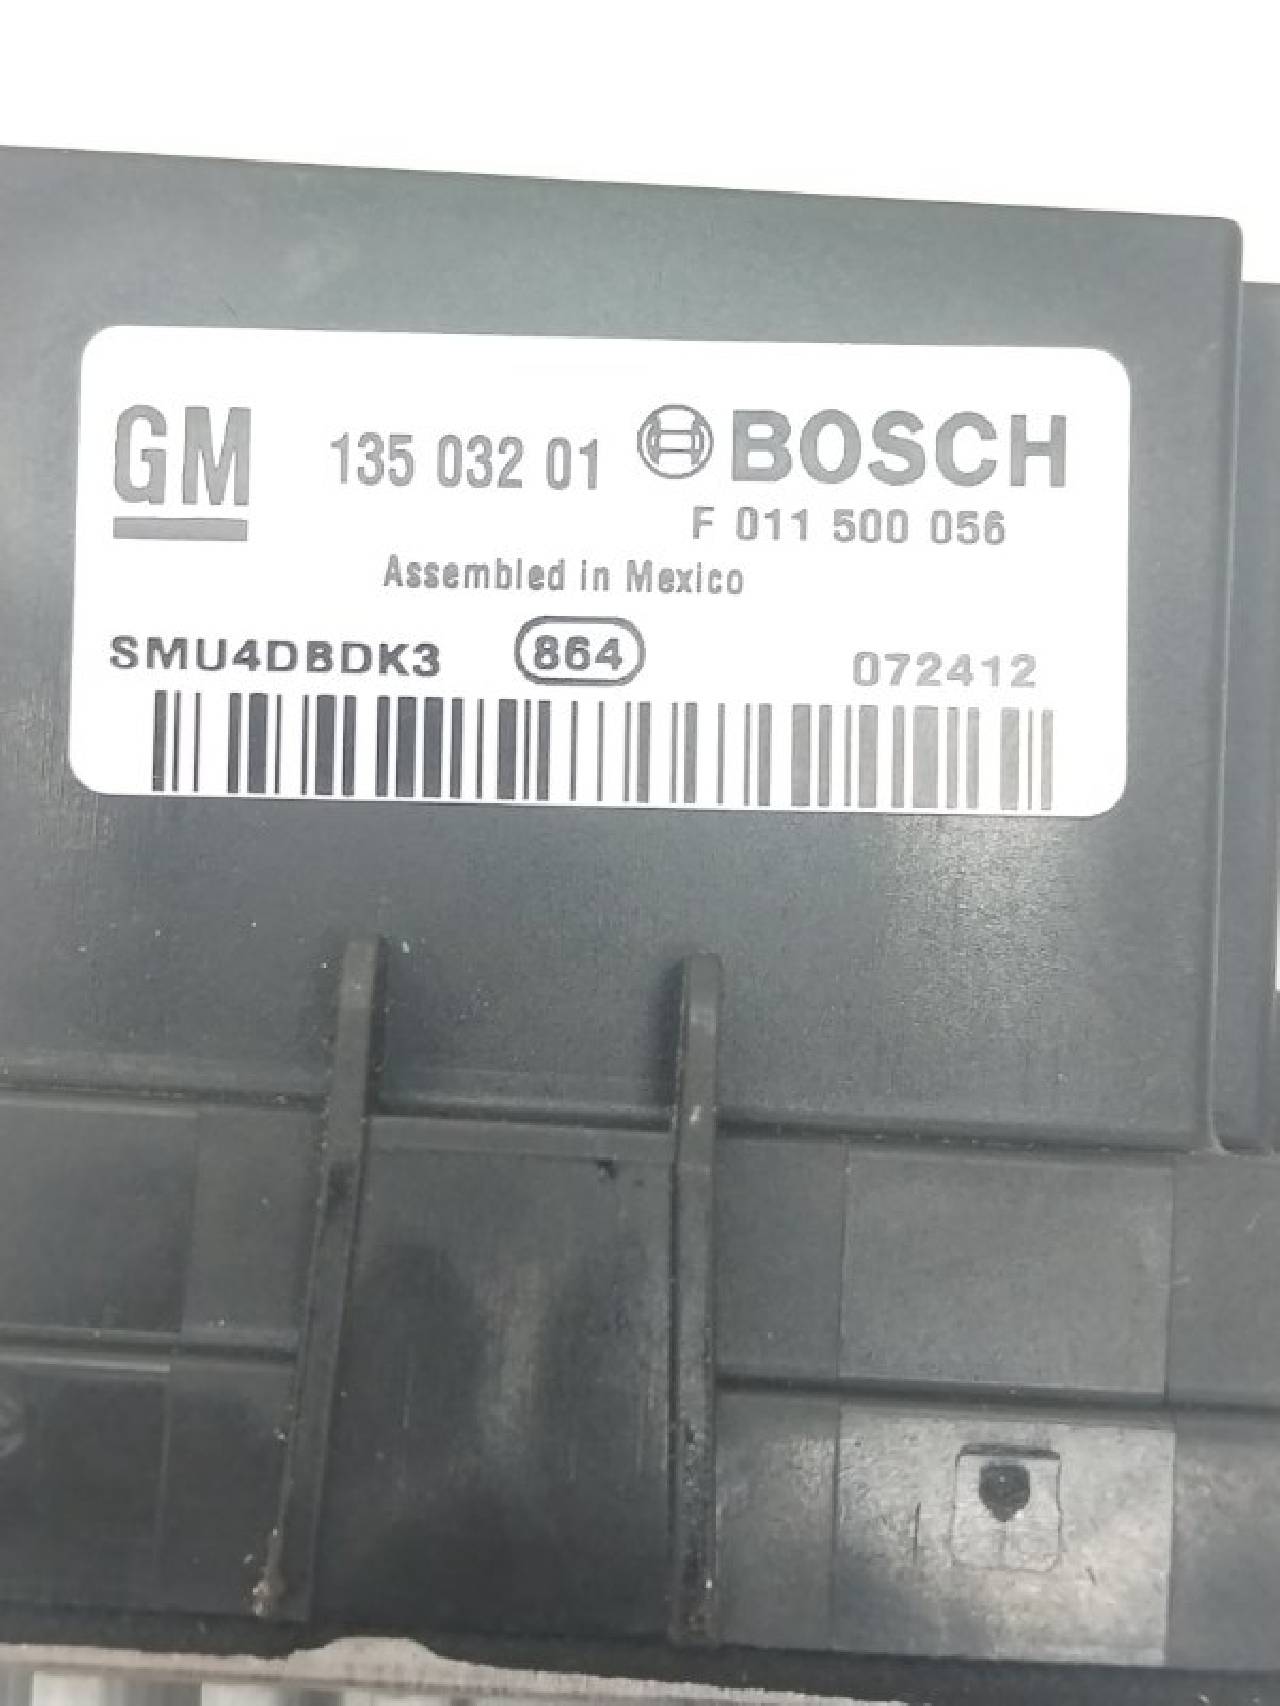 GM 135 032 01 BOSCH
F 011 500 056
Assembled in Mexico
SMU4DBDK3 864 072412